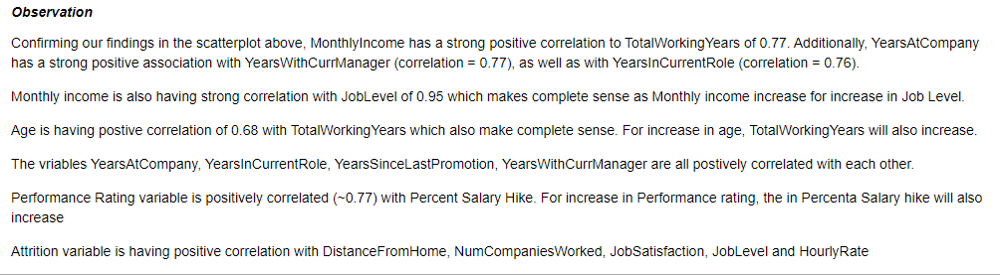 Observation
Confirming our findings in the scatterplot above, MonthlyIncome has a strong positive correlation to TotalWorkingYears of 0.77. Additionally, YearsAtCompany
has a strong positive association with YearsWithCurrManager (correlation = 0.77), as well as with YearsInCurrentRole (correlation = 0.76).
Monthly income is also having strong correlation with JobLevel of 0.95 which makes complete sense as Monthly income increase for increase in Job Level.
Age is having postive correlation of 0.68 with TotalWorkingYears which also make complete sense. For increase in age, TotalWorkingYears will also increase.
The vriables YearsAtCompany, YearsInCurrentRole, YearsSinceLastPromotion, YearsWithCurrManager are all postively correlated with each other.
Performance Rating variable is positively correlated (~0.77) with Percent Salary Hike. For increase in Performance rating, the in Percenta Salary hike will also
increase
Attrition variable is having positive correlation with DistanceFromHome, NumCompaniesWorked, JobSatisfaction, JobLevel and HourlyRate